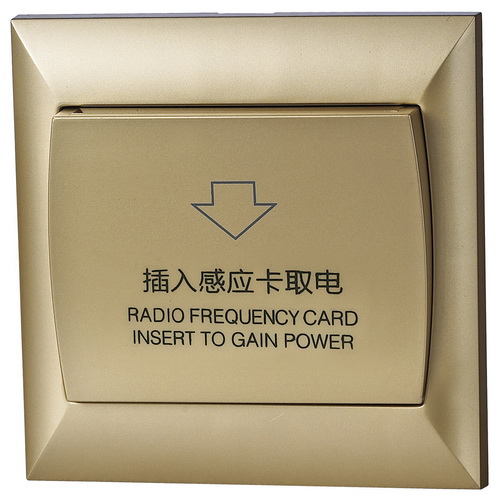 插入感应卡取电
RADIO FREQUENCY CARD
INSERT TO GAIN POWER